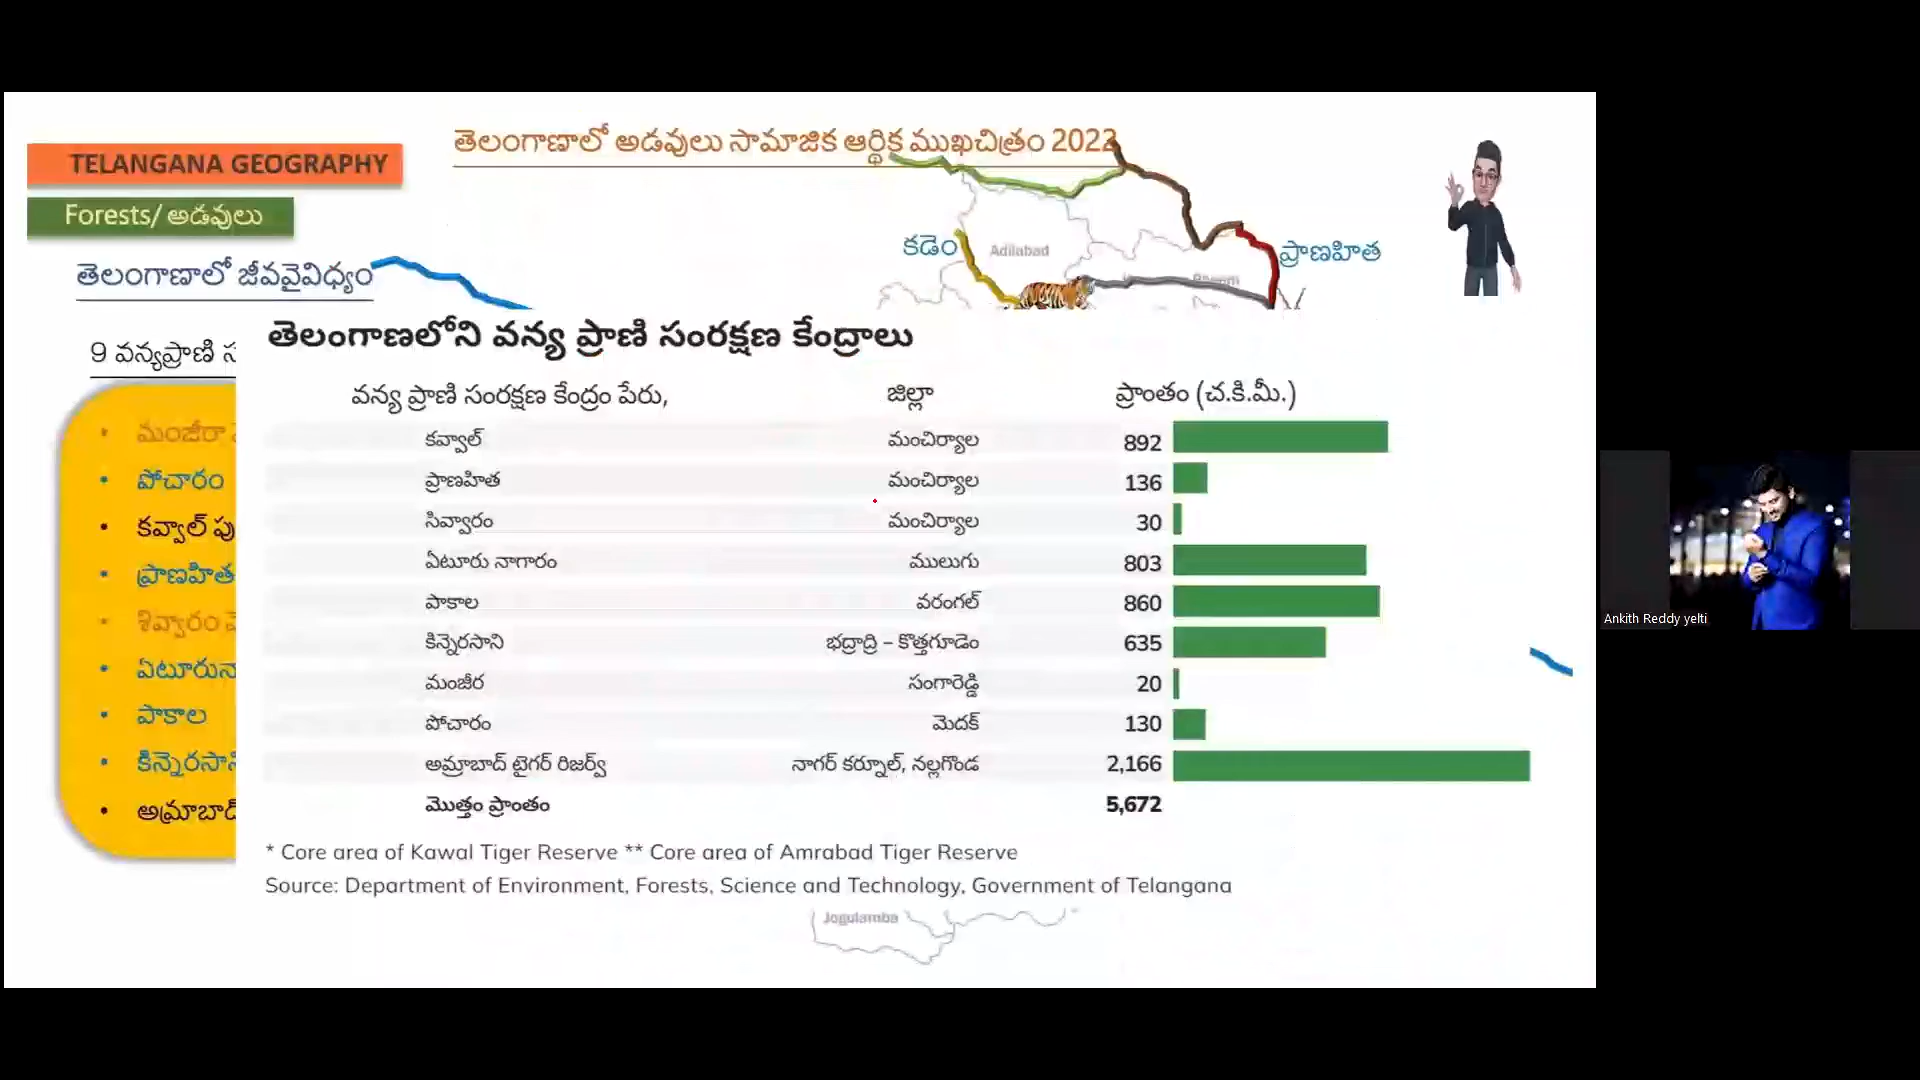 తెలంగాణాలో అడవులు సామాజిక ఆర్థిక ముఖచిత్రం 2022
TELANGANA GEOGRAPHY
Forests/ అడవులు
తెలంగాణాలో జీవవైవిధ్యం
కడెం
Adilabad
ప్రాణహిత
9 వన్యప్రాణి
మంజీరా
పోచారం
కవ్వాల్
ప్రాణహిత
శివ్వారం
ఏటూరునా
పాకాల
కిన్నెరసాని
అమ్రాబాద్
తెలంగాణలోని వన్య ప్రాణి సంరక్షణ కేంద్రాలు
వన్య ప్రాణి సంరక్షణ కేంద్రం పేరు, జిల్లా ప్రాంతం (చ.కి.మీ.)
కవ్వాల్ మంచిర్యాల 892
ప్రాణహిత మంచిర్యాల 136
సివ్వారం మంచిర్యాల 30
ఏటూరు నాగారం ములుగు 803
పాకాల వరంగల్ 860
కిన్నెరసాని భద్రాద్రి – కొత్తగూడెం 635
మంజీర సంగారెడ్డి 20
పోచారం మెదక్ 130
అమ్రాబాద్ టైగర్ రిజర్వ్ నాగర్ కర్నూల్, నల్లగొండ 2,166
మొత్తం ప్రాంతం 5,672
* Core area of Kawal Tiger Reserve ** Core area of Amrabad Tiger Reserve
Source: Department of Environment, Forests, Science and Technology, Government of Telangana
Jogulamba
Ankith Reddy yelti